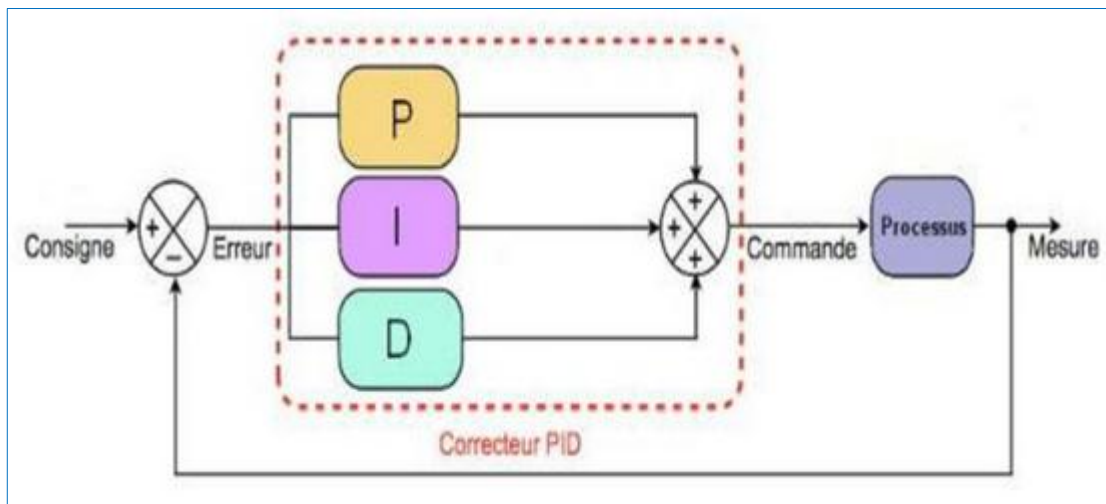 P
I
D
+
−
+
+
+
Consigne
Erreur
Commande
Processus
Mesure
Correcteur PID